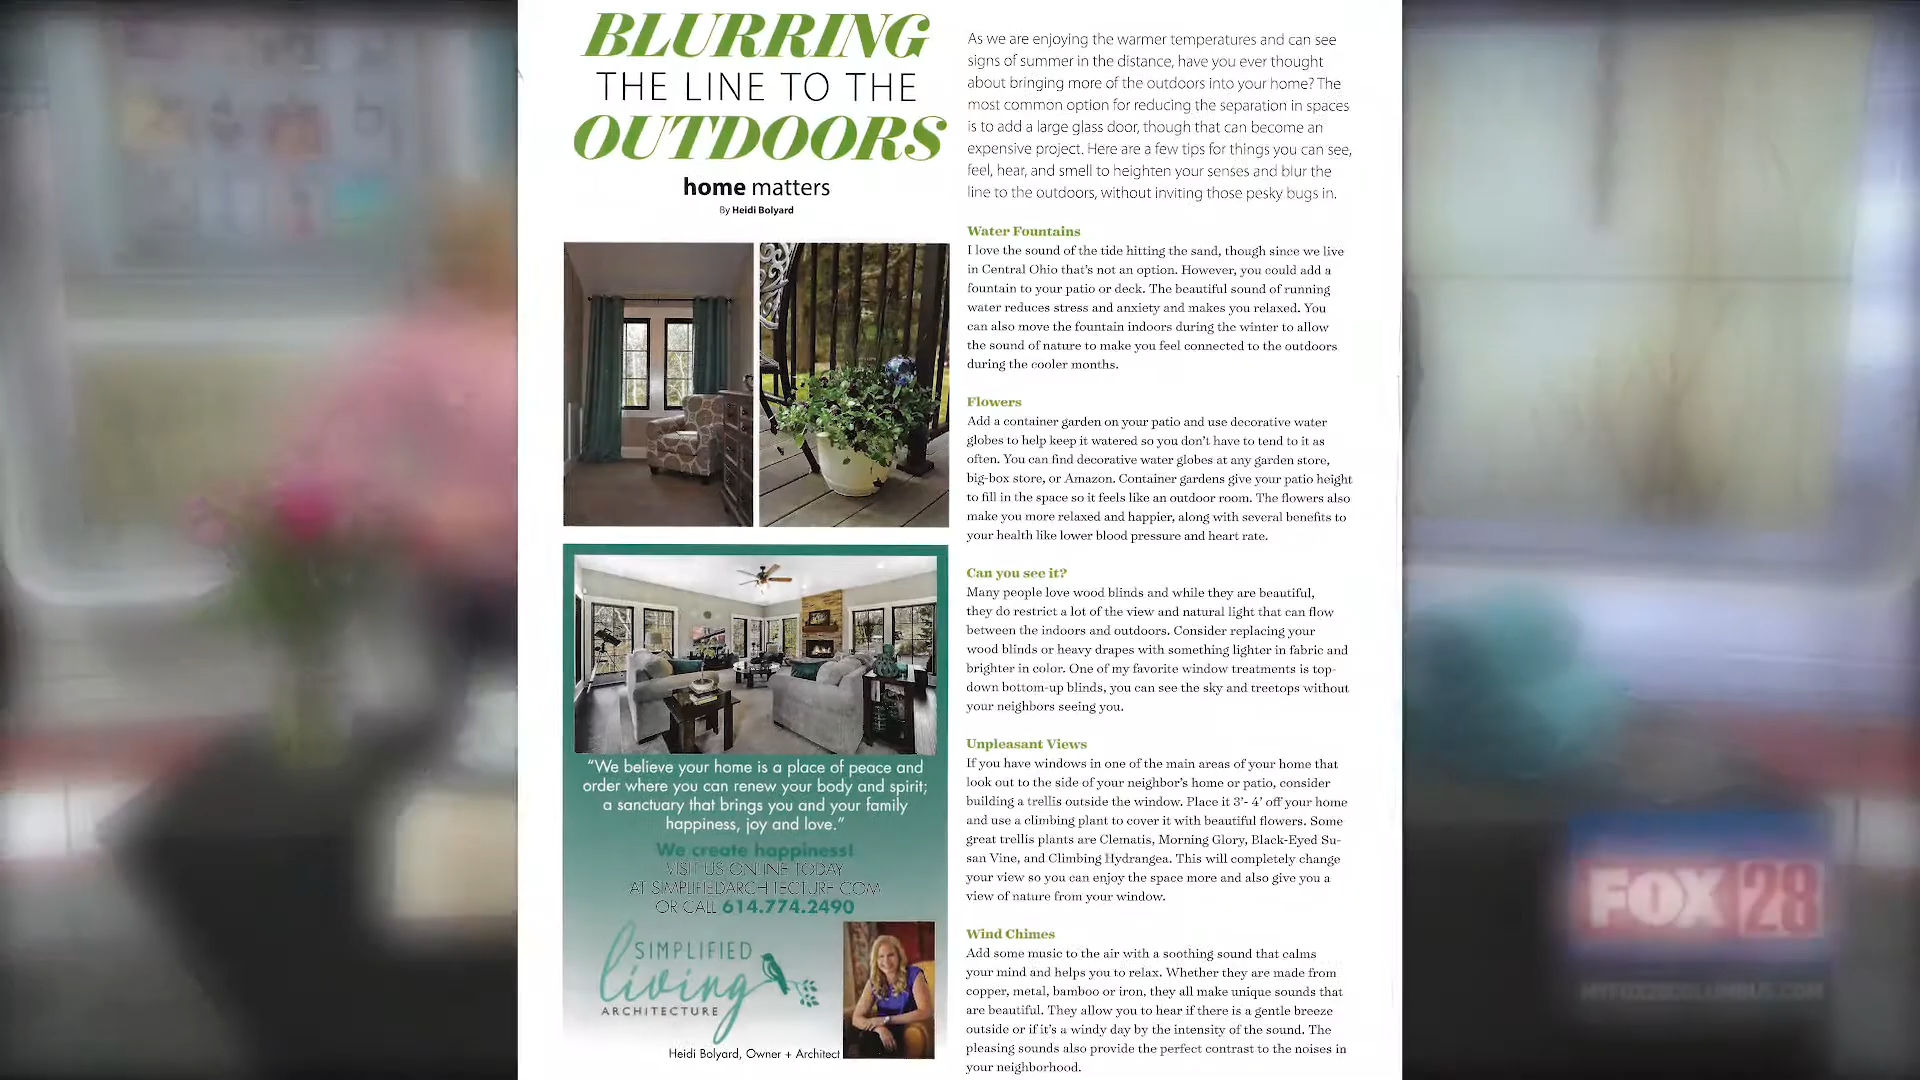 BLURRING
THE LINE TO THE
OUTDOORS
home matters
By Heidi Bolyard
As we are enjoying the warmer temperatures and can see
signs of summer in the distance, have you ever thought
about bringing more of the outdoors into your home? The
most common option for reducing the separation in spaces
is to add a large glass door, though that can become an
expensive project. Here are a few tips for things you can see,
feel, hear, and smell to heighten your senses and blur the
line to the outdoors, without inviting those pesky bugs in.
Water Fountains
I love the sound of the tide hitting the sand, though since we live
in Central Ohio that's not an option. However, you could add a
fountain to your patio or deck. The beautiful sound of running
water reduces stress and anxiety and makes you relaxed. You
can also move the fountain indoors during the winter to allow
the sound of nature to make you feel connected to the outdoors
during the cooler months.
Flowers
Add a container garden on your patio and use decorative water
globes to help keep it watered so you don't have to tend to it as
often. You can find decorative water globes at any garden store,
big-box store, or Amazon. Container gardens give your patio height
to fill in the space so it feels like an outdoor room. The flowers also
make you more relaxed and happier, along with several benefits to
your health like lower blood pressure and heart rate.
Can you see it?
Many people love wood blinds and while they are beautiful,
they do restrict a lot of the view and natural light that can flow
between the indoors and outdoors. Consider replacing your
wood blinds or heavy drapes with something lighter in fabric and
brighter in color. One of my favorite window treatments is top-
down bottom-up blinds, you can see the sky and treetops without
your neighbors seeing you.
Unpleasant Views
If you have windows in one of the main areas of your home that
look out to the side of your neighbor's home or patio, consider
building a trellis outside the window. Place it 3'- 4' off your home
and use a climbing plant to cover it with beautiful flowers. Some
great trellis plants are Clematis, Morning Glory, Black-Eyed Su-
san Vine, and Climbing Hydrangea. This will completely change
your view so you can enjoy the space more and also give you a
view of nature from your window.
Wind Chimes
Add some music to the air with a soothing sound that calms
your mind and helps you to relax. Whether they are made from
copper, metal, bamboo or iron, they all make unique sounds that
are beautiful. They allow you to hear if there is a gentle breeze
outside or if it's a windy day by the intensity of the sound. The
pleasing sounds also provide the perfect contrast to the noises in
your neighborhood.
"We believe your home is a place of peace and
order where you can renew your body and spirit;
a sanctuary that brings you and your family
happiness, joy and love."
We create happiness!
VISIT US ONLINE TODAY
AT SIMPLIFIEDARCHITECTURE.COM
OR CALL 614.774.2490
SIMPLIFIED
living
ARCHITECTURE
Heidi Bolyard, Owner + Architect
FOX 28
MYFOX28COLUMBUS.COM